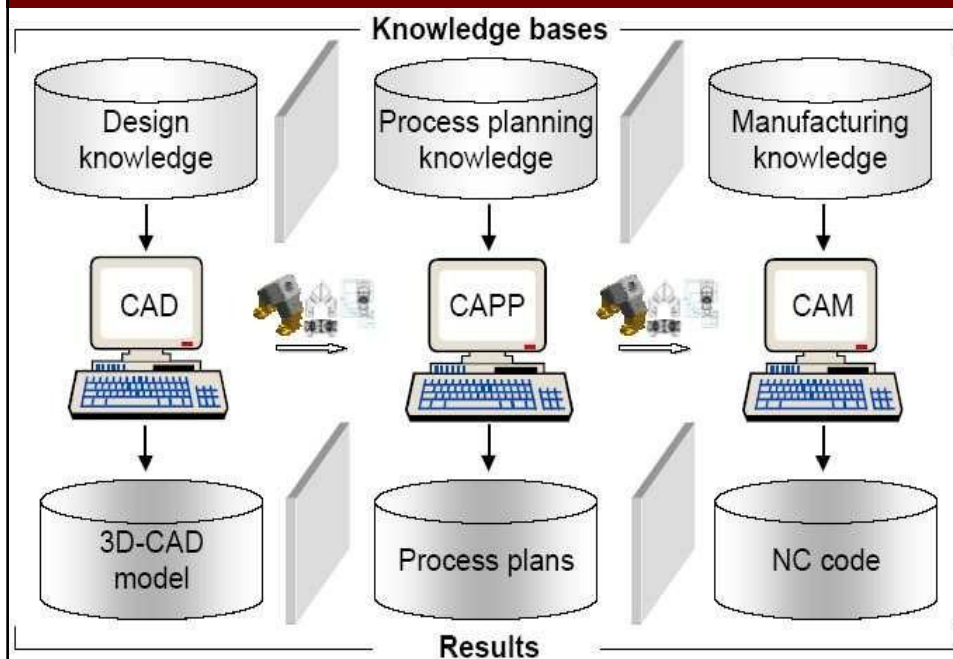 Knowledge bases
Design
knowledge
Process planning
knowledge
Manufacturing
knowledge
CAD
CAPP
CAM
3D-CAD
model
Process plans
NC code
Results